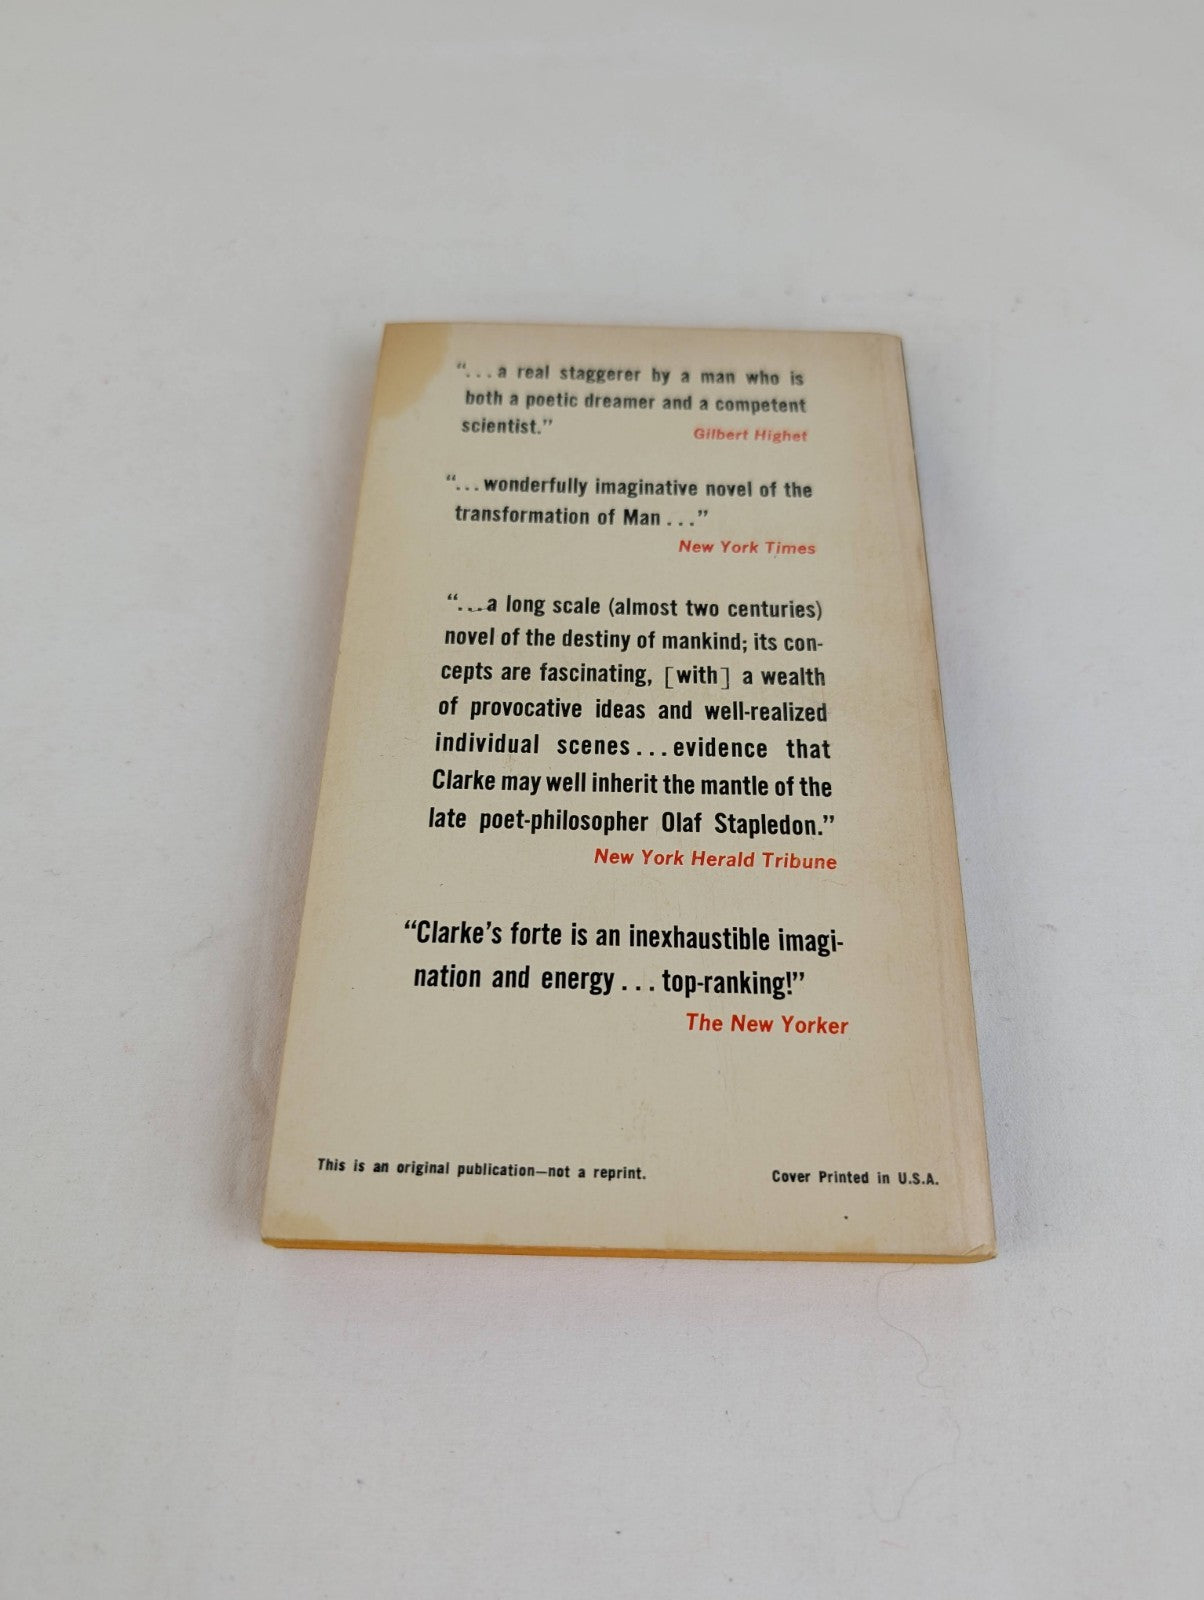 “...a real staggerer by a man who is
both a poetic dreamer and a competent
scientist.”
Gilbert Highet
“...wonderfully imaginative novel of the
transformation of Man...”
New York Times
“...a long scale (almost two centuries)
novel of the destiny of mankind; its con-
cepts are fascinating, [with] a wealth
of provocative ideas and well-realized
individual scenes...evidence that
Clarke may well inherit the mantle of the
late poet-philosopher Olaf Stapledon.”
New York Herald Tribune
“Clarke’s forte is an inexhaustible imagi-
nation and energy...top-ranking!”
The New Yorker
This is an original publication—not a reprint.
Cover Printed in U.S.A.